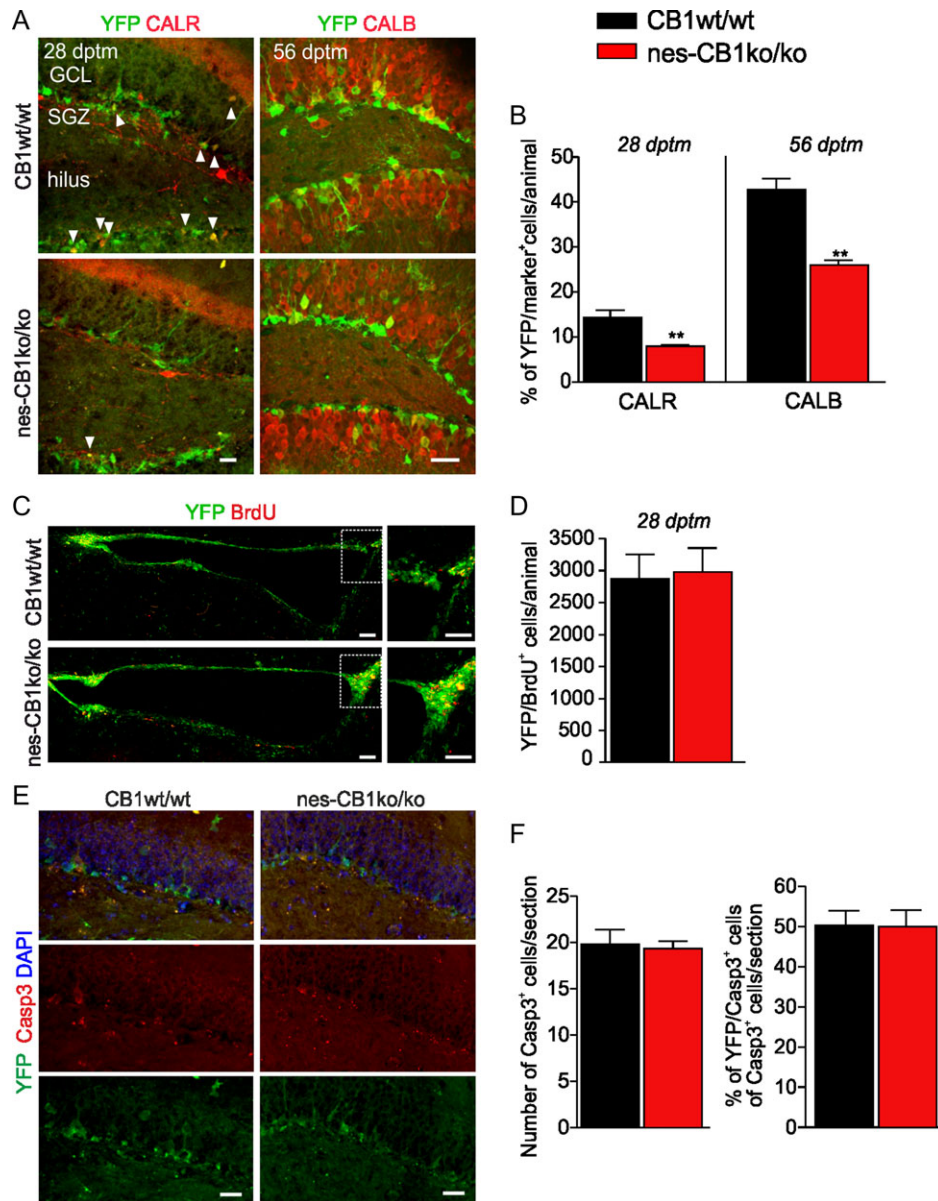 A
YFP CALR
YFP CALB
CB1wt/wt
nes-CB1ko/ko
28 dptm
GCL
SGZ
hilus
56 dptm
CB1wt/wt
nes-CB1ko/ko
B
28 dptm
56 dptm
% of YFP/marker+cells/animal
50
40
30
20
10
0
**
**
CALR
CALB
C
YFP BrdU
CB1wt/wt
nes-CB1ko/ko
D
28 dptm
YFP/BrdU+ cells/animal
3500
3000
2500
2000
1500
1000
500
0
E
CB1wt/wt
nes-CB1ko/ko
YFP Casp3 DAPI
F
Number of Casp3+ cells/section
25
20
15
10
5
0
% of YFP/Casp3+ cells
of Casp3+ cells/section
60
50
40
30
20
10
0